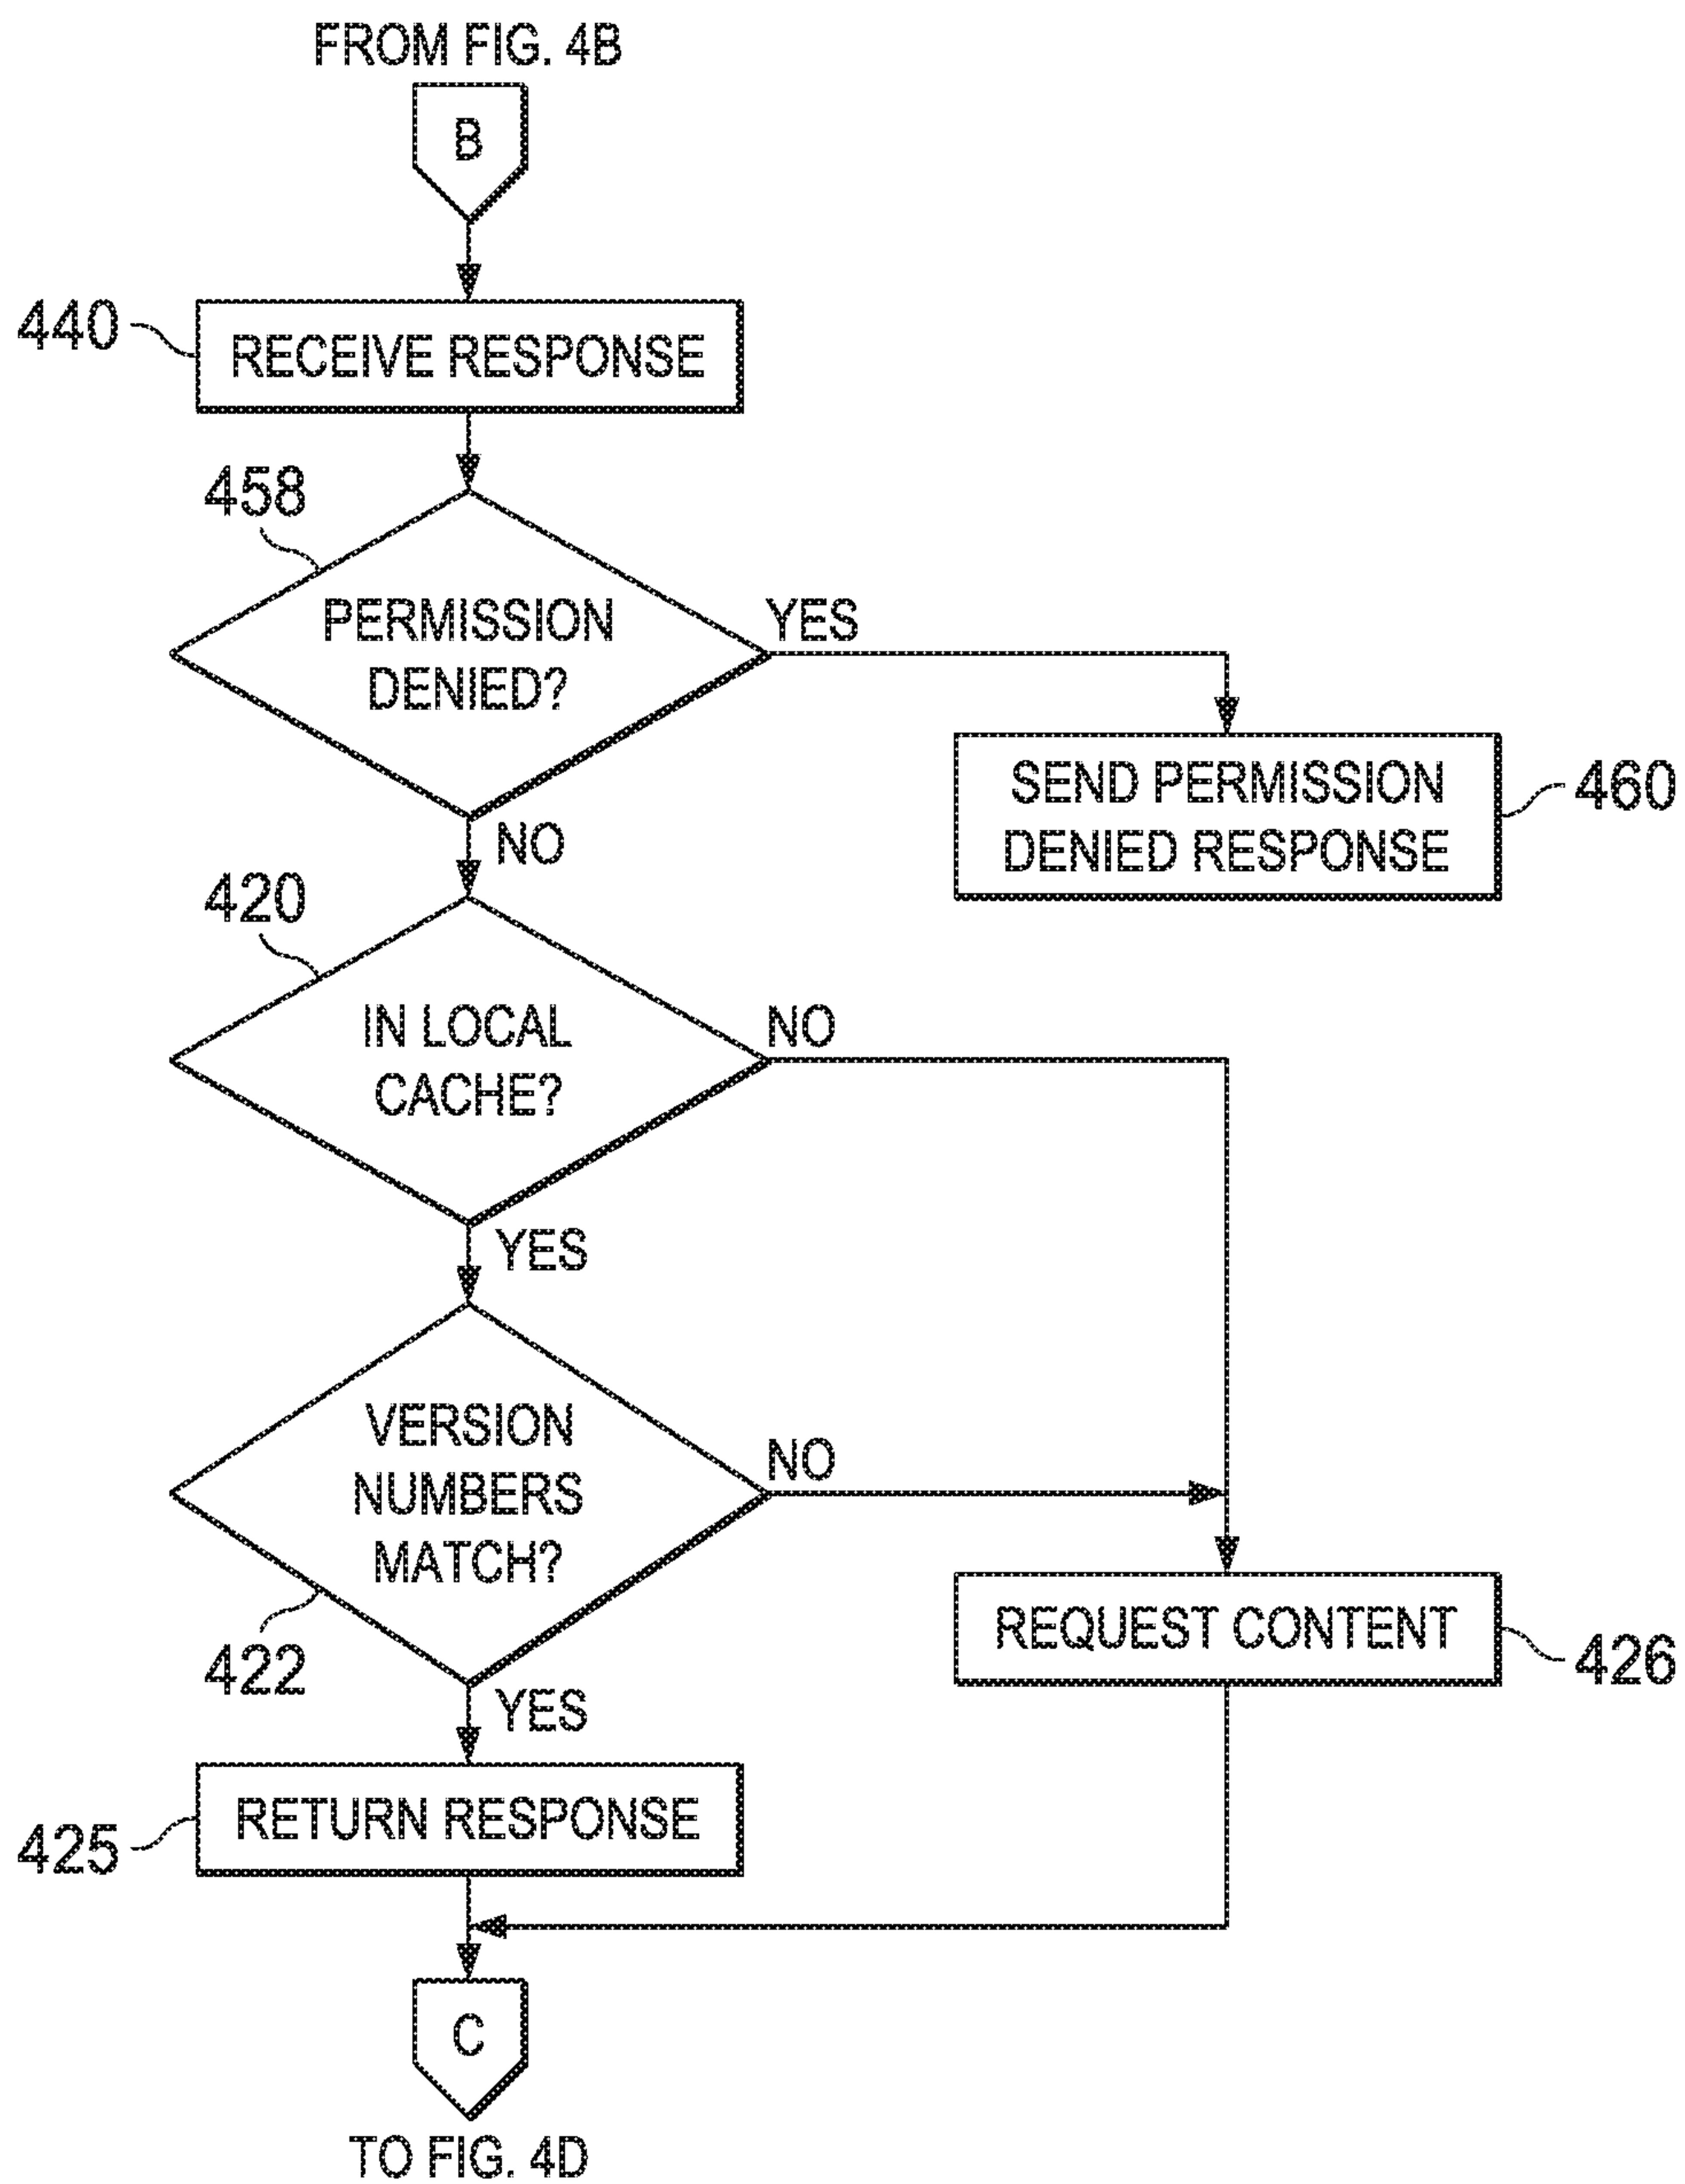 FROM FIG. 4B
B
440
RECEIVE RESPONSE
458
PERMISSION
DENIED?
YES
NO
SEND PERMISSION
DENIED RESPONSE
460
420
IN LOCAL
CACHE?
NO
YES
VERSION
NUMBERS
MATCH?
NO
422
YES
REQUEST CONTENT
426
RETURN RESPONSE
425
C
TO FIG. 4D